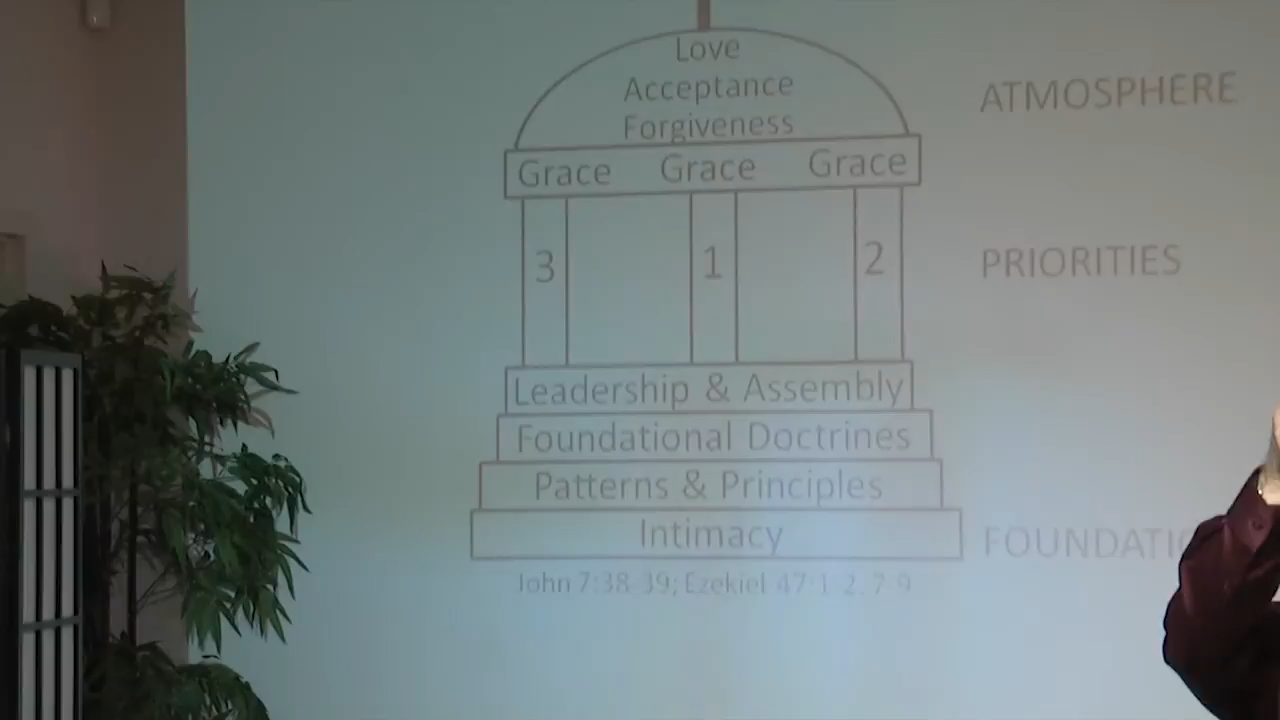 Love
Acceptance
Forgiveness
ATMOSPHERE
Grace Grace Grace
3 1 2
PRIORITIES
Leadership & Assembly
Foundational Doctrines
Patterns & Principles
Intimacy
FOUNDATIO
John 7:38-39; Ezekiel 47:1-2, 7-9